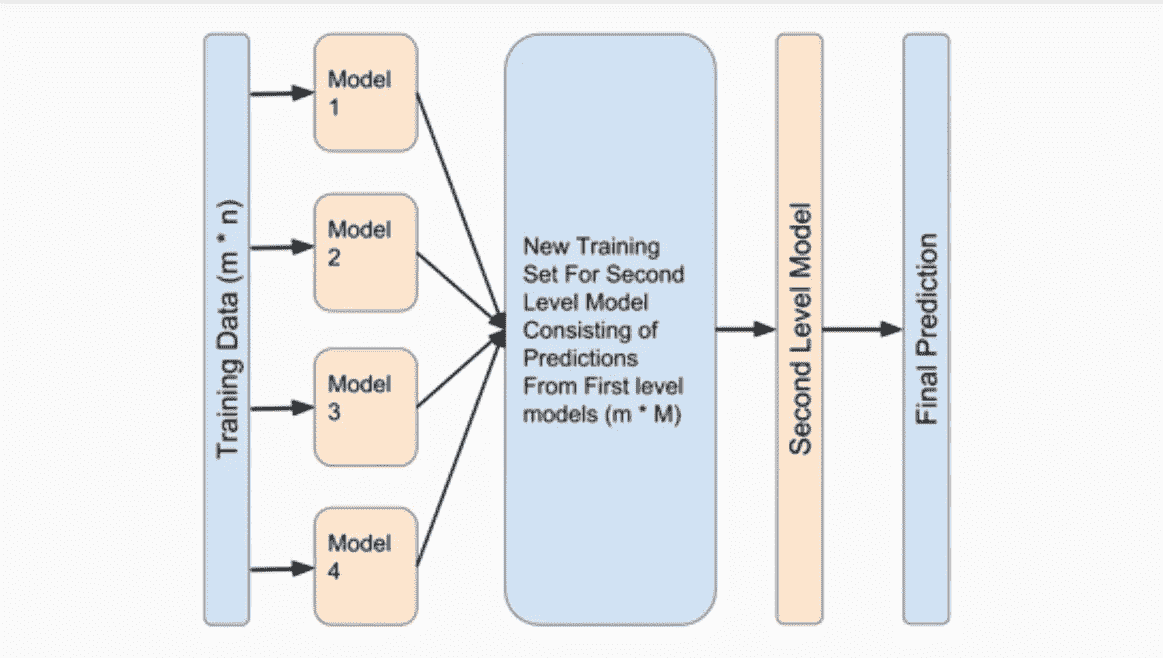 Training Data (m * n)
Model
1
Model
2
Model
3
Model
4
New Training
Set For Second
Level Model
Consisting of
Predictions
From First level
models (m * M)
Second Level Model
Final Prediction